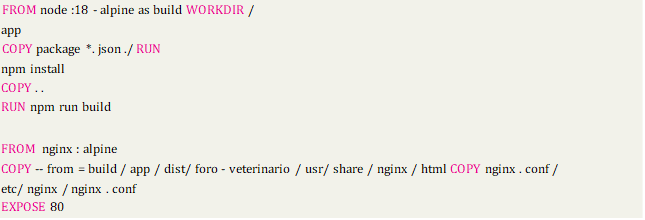 FROM node :18 - alpine as build WORKDIR /
app
COPY package *. json ./ RUN
npm install
COPY . .
RUN npm run build
FROM nginx : alpine
COPY -- from = build / app / dist/ foro - veterinario / usr/ share / nginx / html COPY nginx . conf /
etc/ nginx / nginx . conf
EXPOSE 80